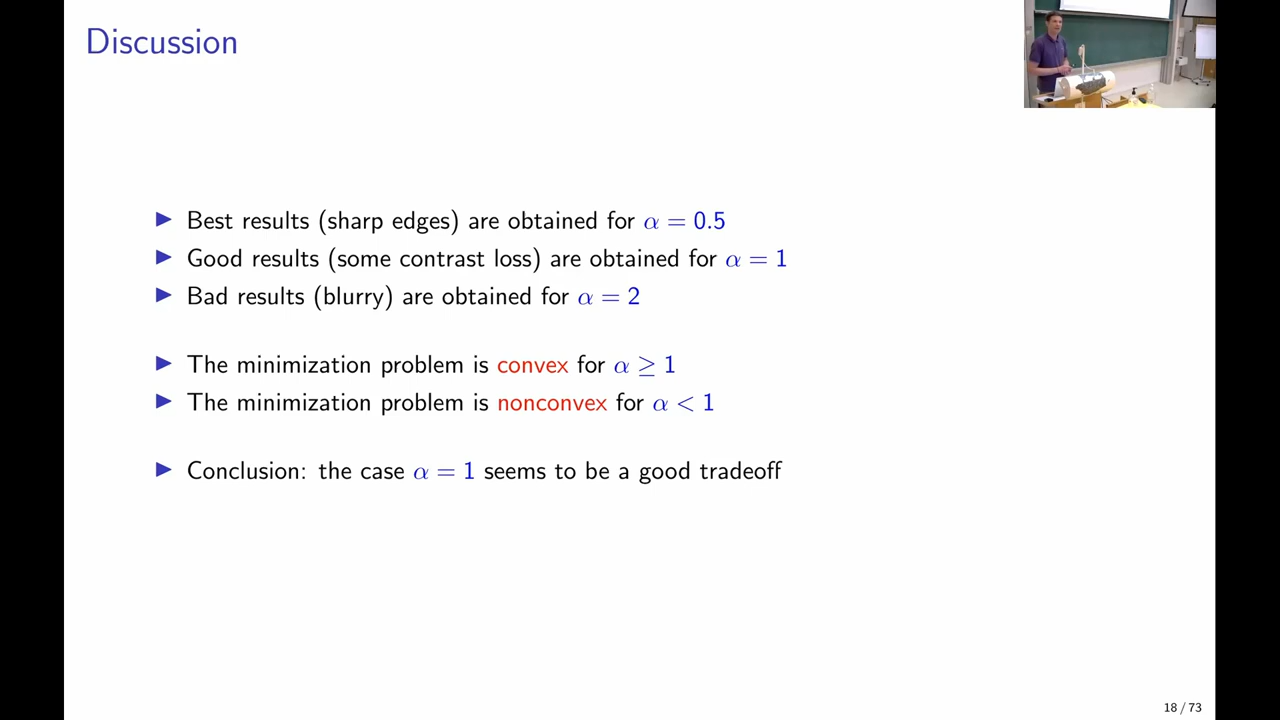 Discussion
▶ Best results (sharp edges) are obtained for α = 0.5
▶ Good results (some contrast loss) are obtained for α = 1
▶ Bad results (blurry) are obtained for α = 2
▶ The minimization problem is convex for α ≥ 1
▶ The minimization problem is nonconvex for α < 1
▶ Conclusion: the case α = 1 seems to be a good tradeoff
18 / 73